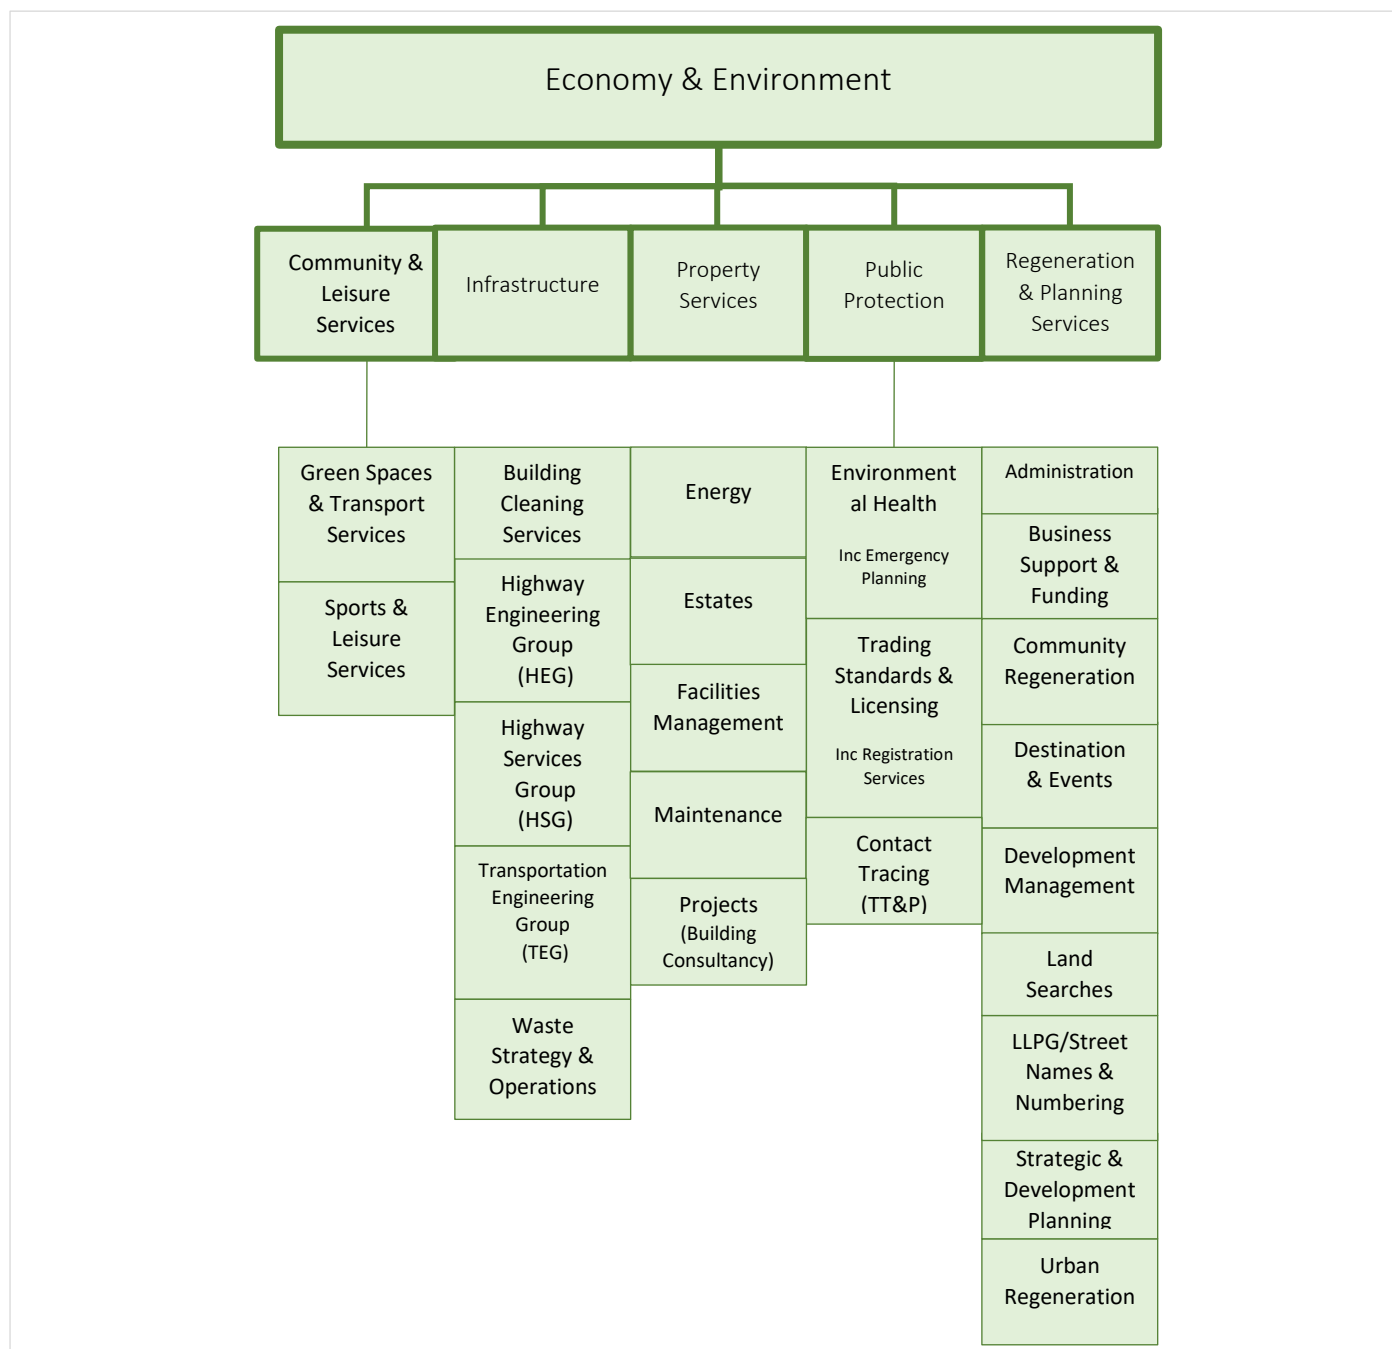 Economy & Environment
Community &
Leisure
Services
Infrastructure
Property
Services
Public
Protection
Regeneration
& Planning
Services
Green Spaces
& Transport
Services
Sports &
Leisure
Services
Building
Cleaning
Services
Highway
Engineering
Group
(HEG)
Highway
Services
Group
(HSG)
Transportation
Engineering
Group
(TEG)
Waste
Strategy &
Operations
Energy
Estates
Facilities
Management
Maintenance
Projects
(Building
Consultancy)
Environment
al Health
Inc Emergency
Planning
Trading
Standards &
Licensing
Inc Registration
Services
Contact
Tracing
(TT&P)
Administration
Business
Support &
Funding
Community
Regeneration
Destination
& Events
Development
Management
Land
Searches
LLPG/Street
Names &
Numbering
Strategic &
Development
Planning
Urban
Regeneration